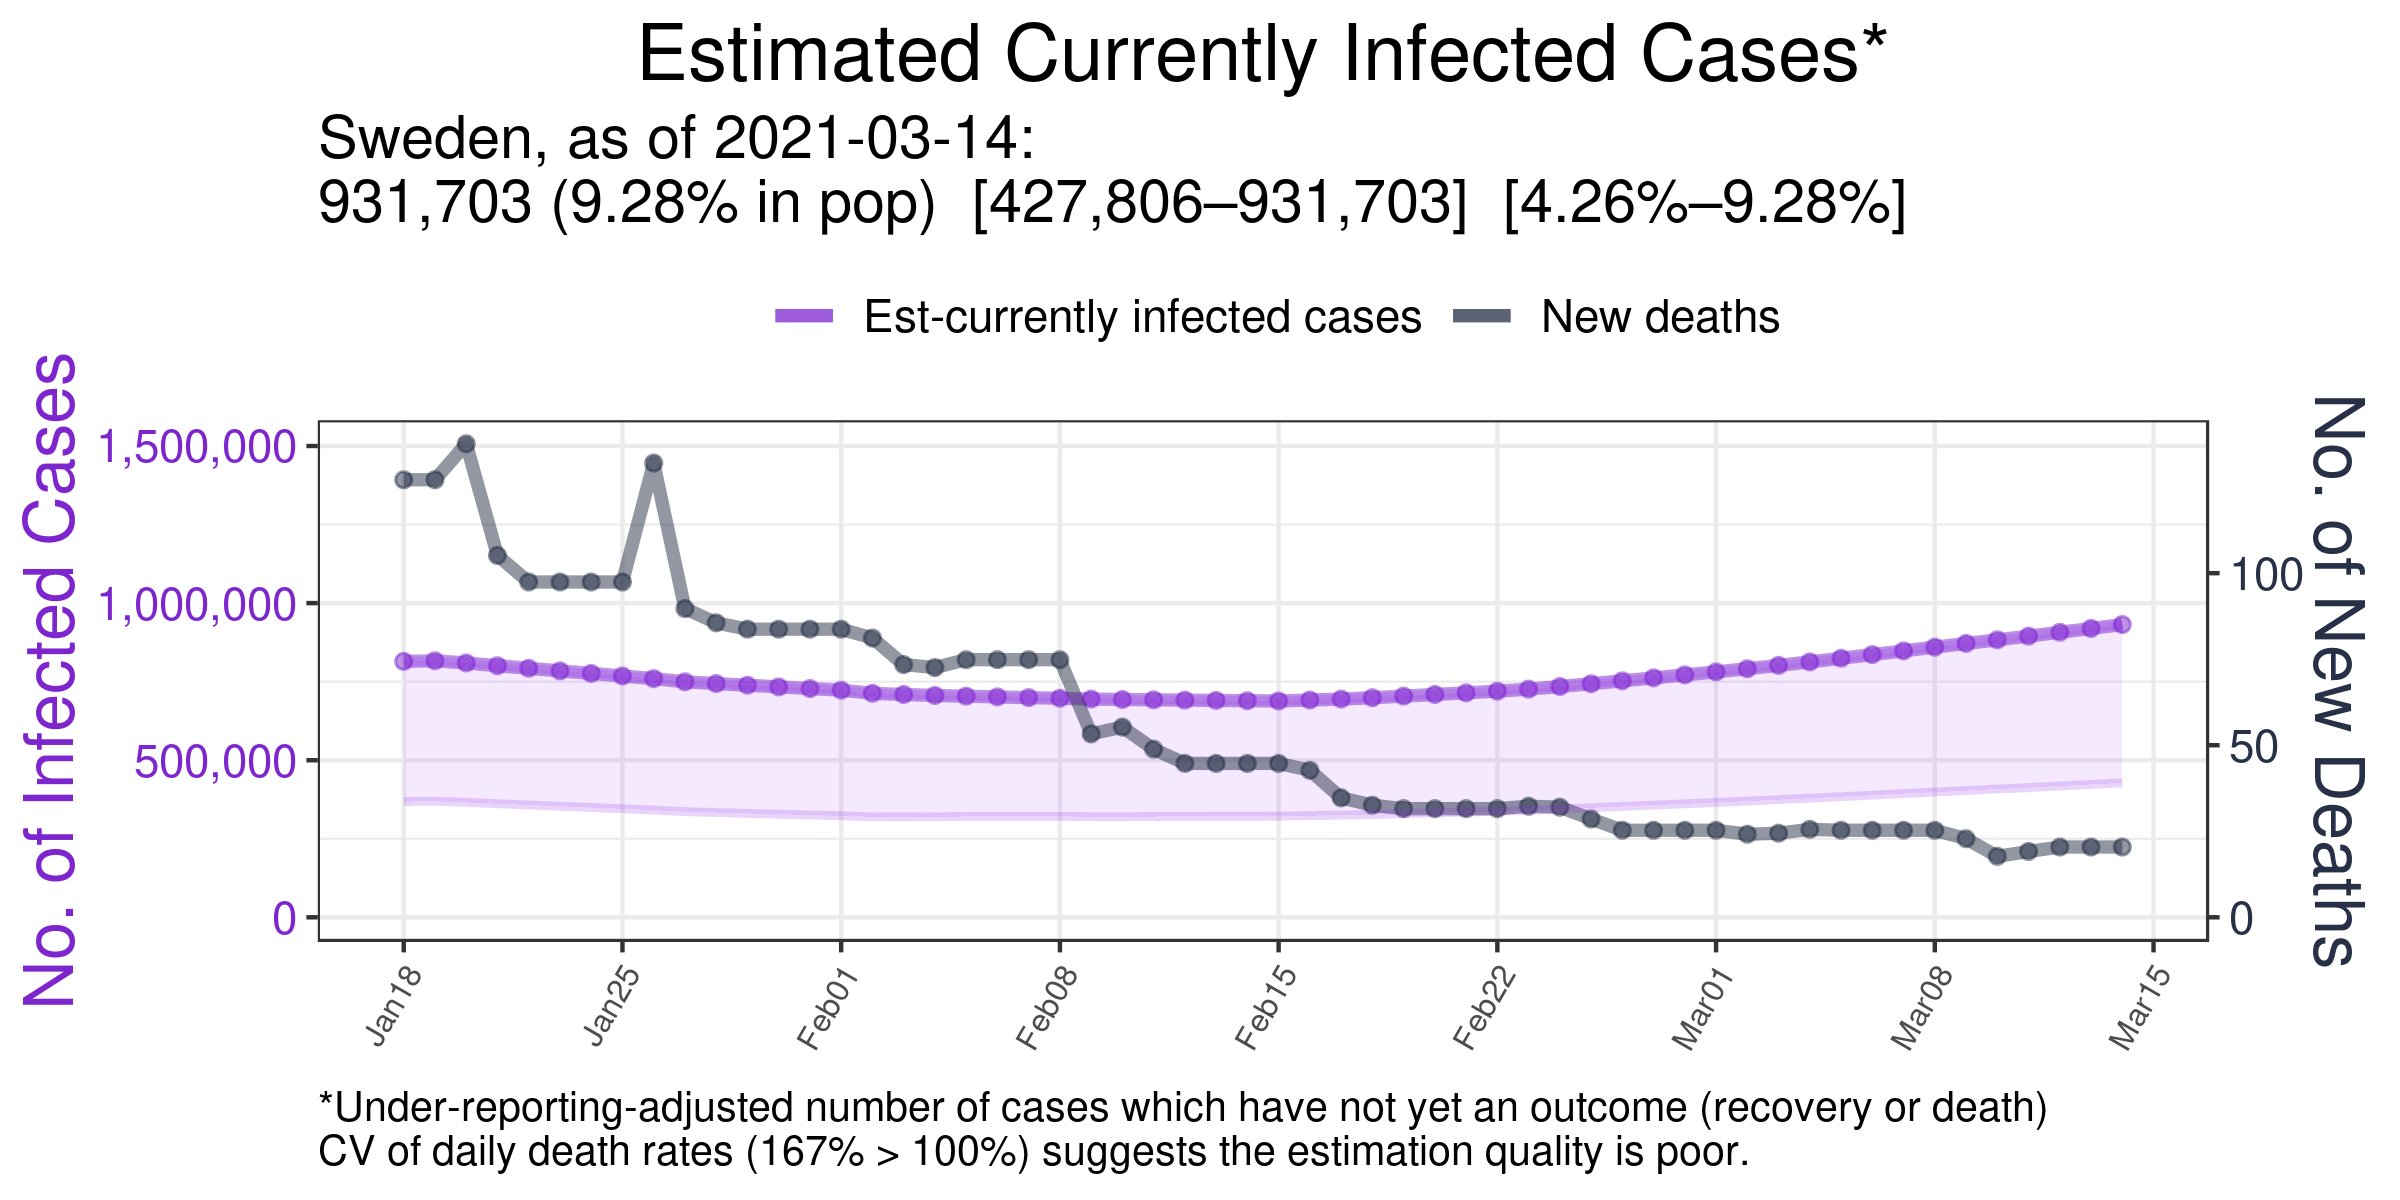 Estimated Currently Infected Cases*
Sweden, as of 2021-03-14:
931,703 (9.28% in pop)  [427,806–931,703]  [4.26%–9.28%]
Est-currently infected cases
New deaths
No. of Infected Cases
1,500,000
1,000,000
500,000
0
No. of New Deaths
100
50
0
Jan18
Jan25
Feb01
Feb08
Feb15
Feb22
Mar01
Mar08
Mar15
*Under-reporting-adjusted number of cases which have not yet an outcome (recovery or death)
CV of daily death rates (167% > 100%) suggests the estimation quality is poor.